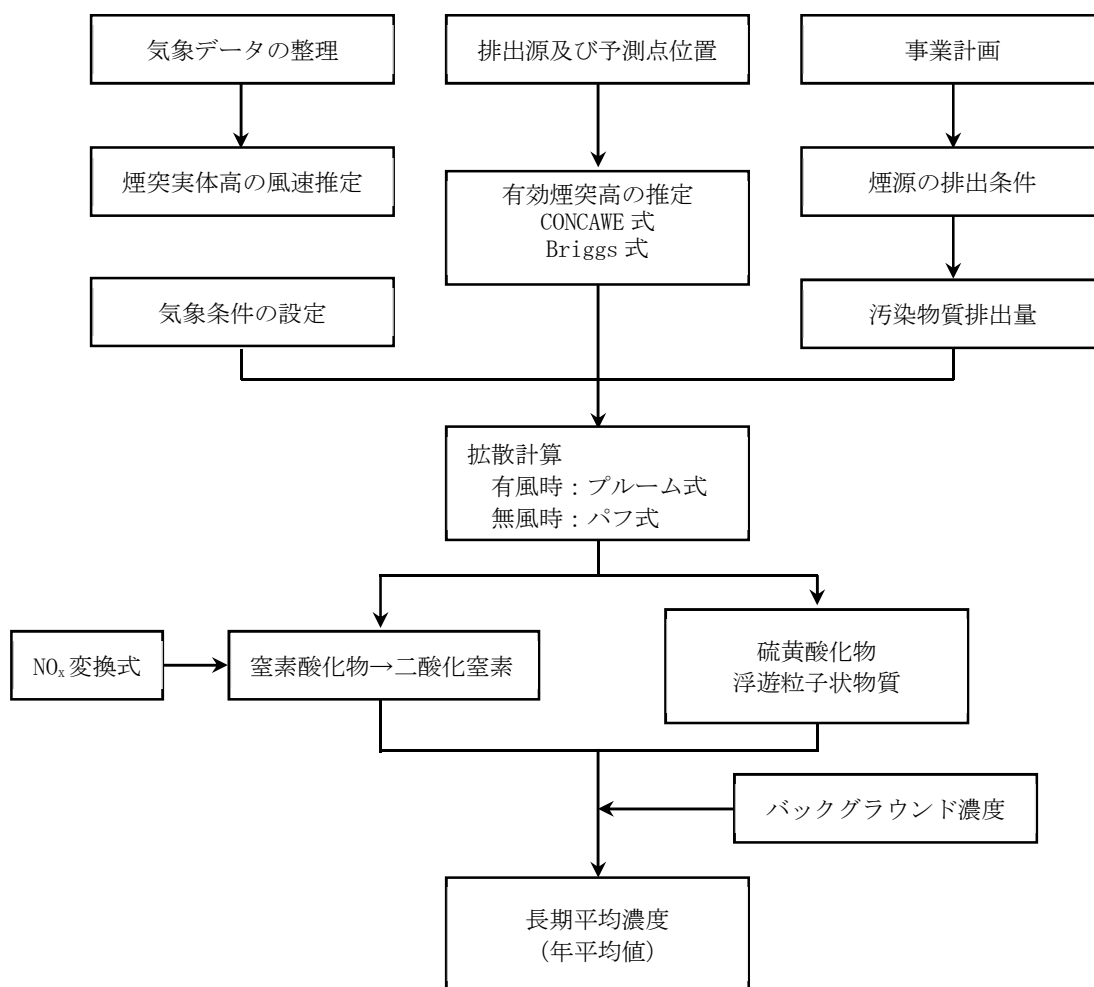 気象データの整理
排出源及び予測点位置
事業計画
煙突実体高の風速推定
有効煙突高の推定
CONCAWE 式
Briggs 式
煙源の排出条件
気象条件の設定
汚染物質排出量
拡散計算
有風時：プルーム式
無風時：パフ式
NOx変換式
窒素酸化物→二酸化窒素
硫黄酸化物
浮遊粒子状物質
バックグラウンド濃度
長期平均濃度
(年平均値)